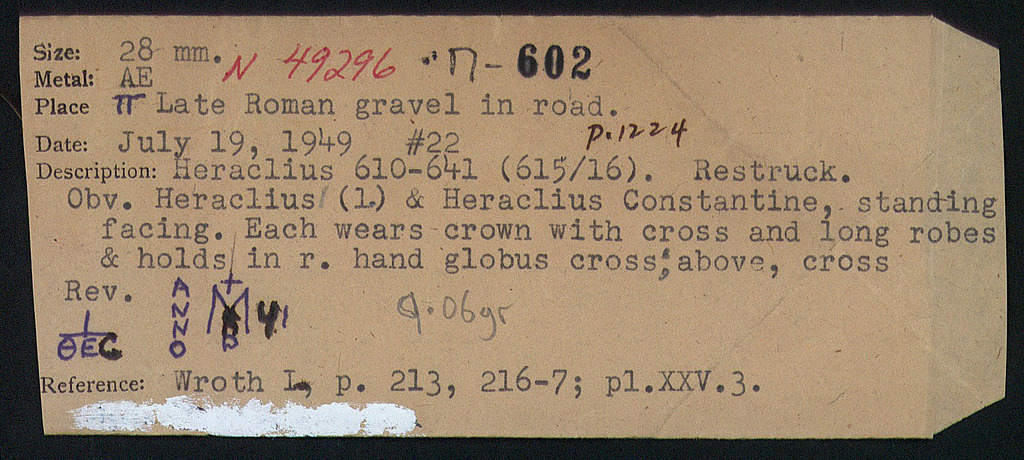 Size: 28 mm. N 49296 Π-602
Metal: AE
Place Π Late Roman gravel in road.
p.1224
Date: July 19, 1949 #22
Description: Heraclius 610-641 (615/16). Restruck.
Obv. Heraclius (l.) & Heraclius Constantine, standing
facing. Each wears crown with cross and long robes
& holds in r. hand globus cross; above, cross
Rev. ANNO M B
ΘEC
Reference: Wroth I, p. 213, 216-7; pl.XXV.3.